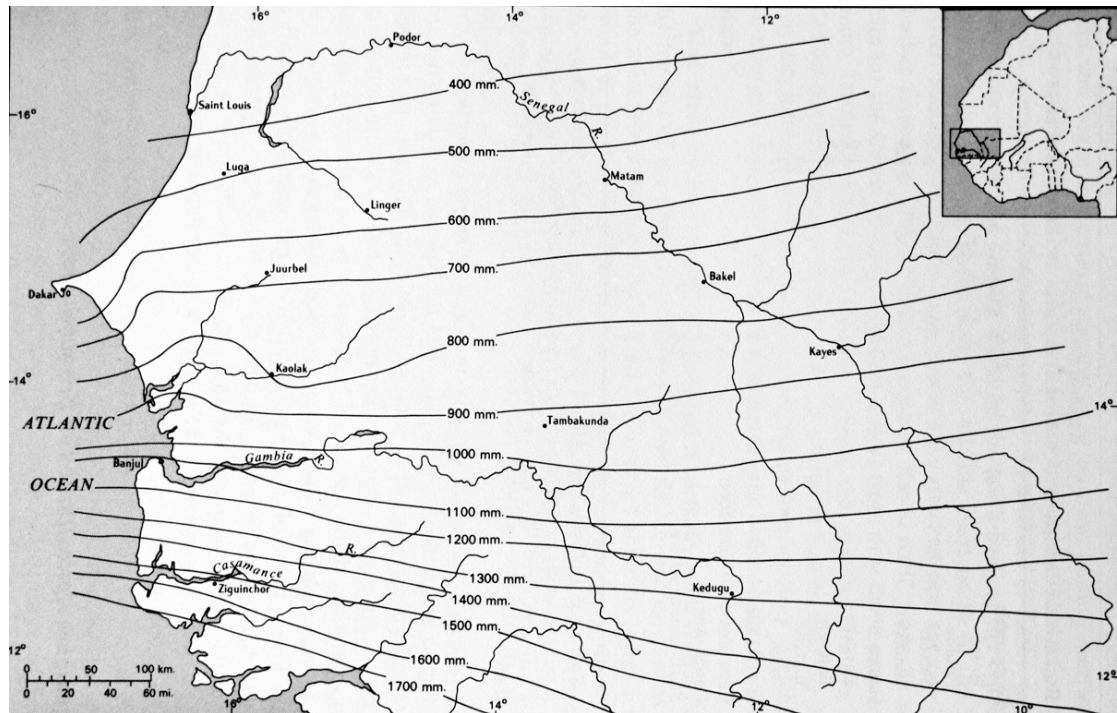 16°
14°
12°
Podor
400 mm.
Senegal
R.
16°
Saint Louis
500 mm.
Luga
Matam
Linger
600 mm.
700 mm.
Juurbel
Bakel
Dakar
800 mm.
Kayes
Kaolak
14°
900 mm.
14°
ATLANTIC
Tambakunda
1000 mm.
Gambia
R.
Banjul
OCEAN
1100 mm.
1200 mm.
R.
Casamance
1300 mm.
Ziguinchor
Kedugu
1400 mm.
1500 mm.
12°
1600 mm.
12°
0 50 100 km.
0 20 40 60 mi.
1700 mm.
16°
14°
12°
10°